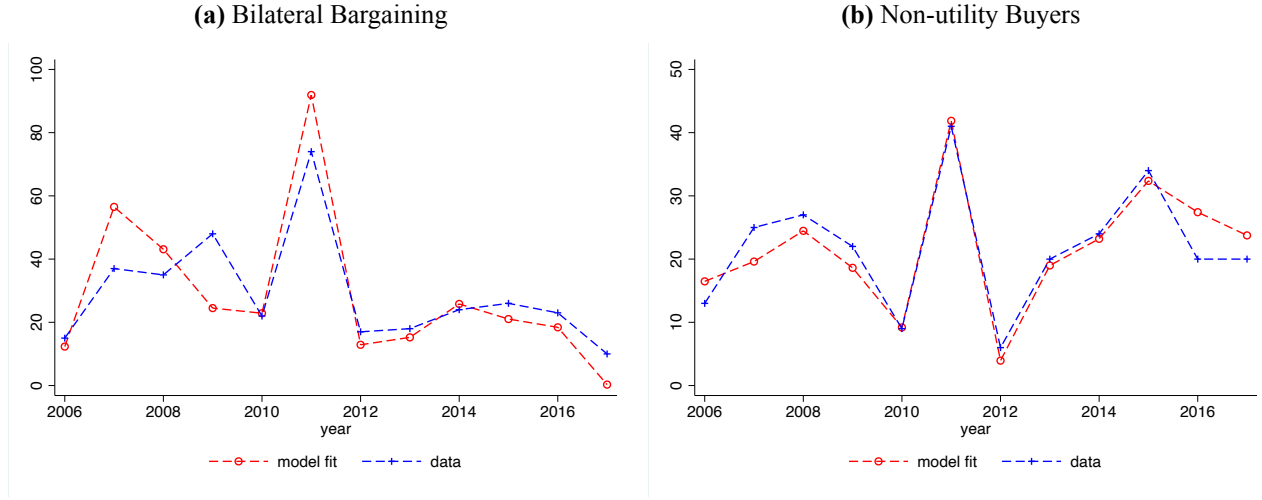 (a) Bilateral Bargaining
100
80
60
40
20
0
2006 2008 2010 2012 2014 2016
year
model fit data
(b) Non-utility Buyers
50
40
30
20
10
0
2006 2008 2010 2012 2014 2016
year
model fit data